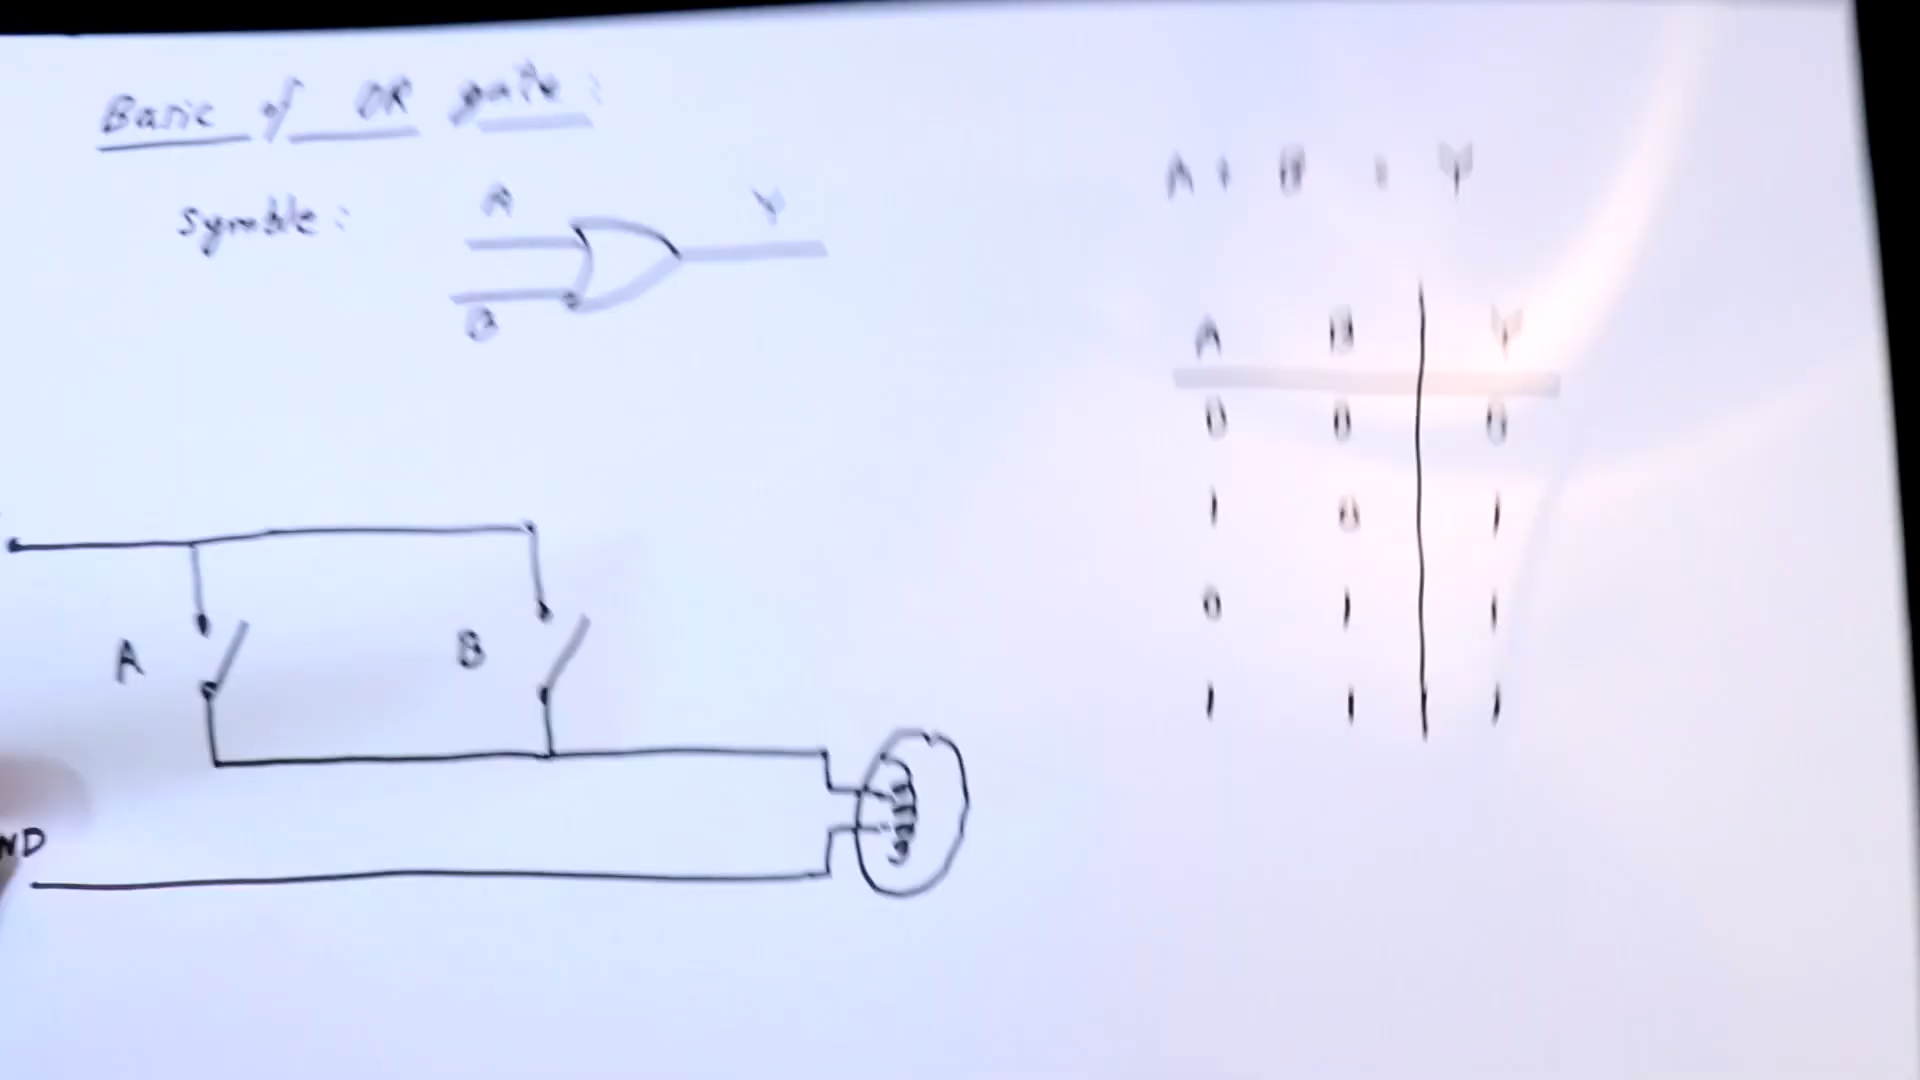 Basic of OR gate:
Symble:
A Y
B
A + B = Y
A B Y
0 0 0
1 0 1
0 1 1
1 1 1
A B
ND